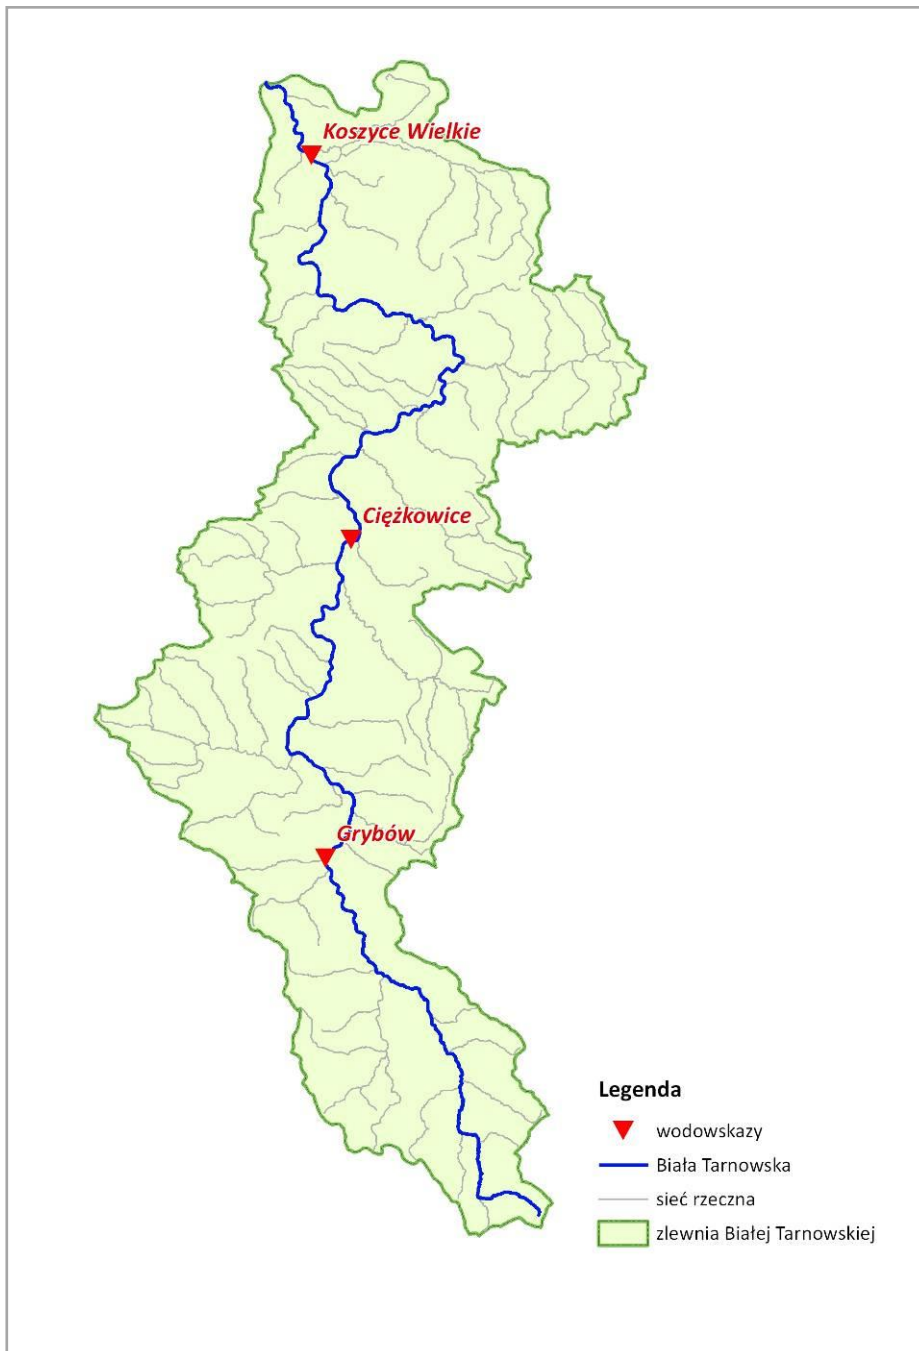 Koszyce Wielkie
Ciężkowice
Grybów
Legenda
wodowskazy
Biała Tarnowska
sieć rzeczna
zlewnia Białej Tarnowskiej